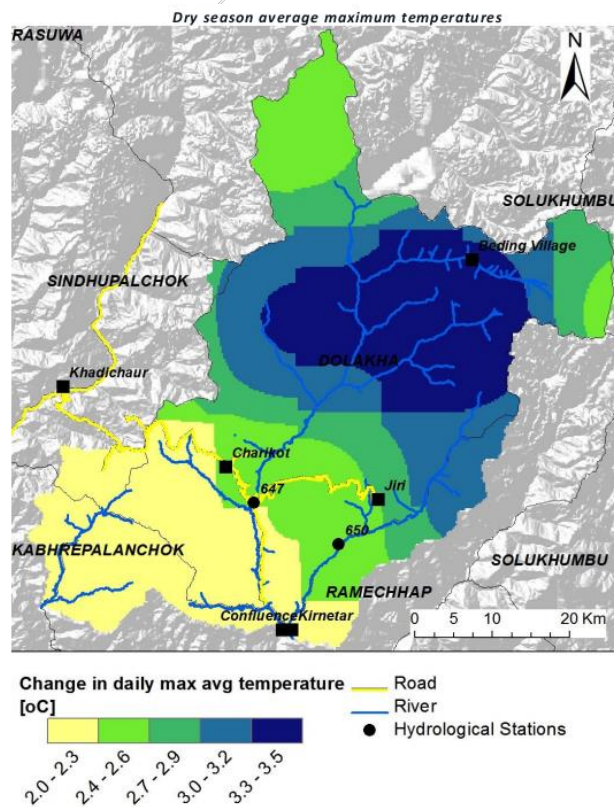 Dry season average maximum temperatures
RASUWA
N
SOLUKHUMBU
Beding Village
SINDHUPALCHOK
DOLAKHA
Khadichaur
Charikot
647
Jiri
650
KABHREPALANCHOK
SOLUKHUMBU
RAMECHHAP
ConfluenceKirnetar
0 5 10 20 Km
Change in daily max avg temperature
[oC]
Road
River
Hydrological Stations
2.0 - 2.3
2.4 - 2.6
2.7 - 2.9
3.0 - 3.2
3.3 - 3.5